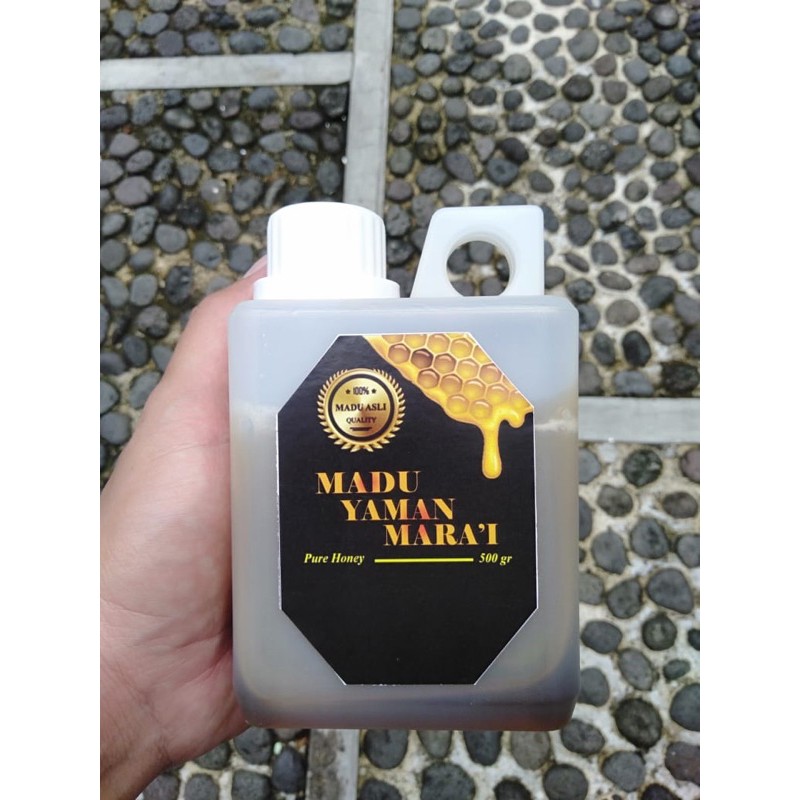 100%
MADU ASLI
QUALITY
MADU
YAMAN
MARA'I
Pure Honey 500 gr